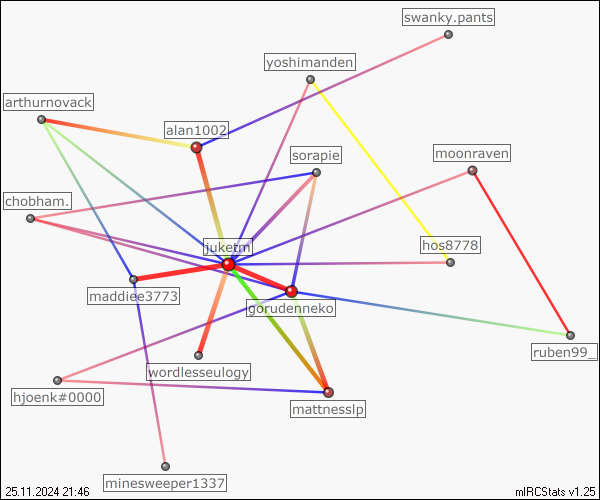 swanky.pants
yoshimanden
arthurnovack
alan1002
sorapie
moonraven
chobham.
juketm
hos8778
maddiee3773
gorudenneko
ruben99_
wordlesseulogy
hjoenk#0000
mattnesslp
minesweeper1337
25.11.2024 21:46
mIRCStats v1.25